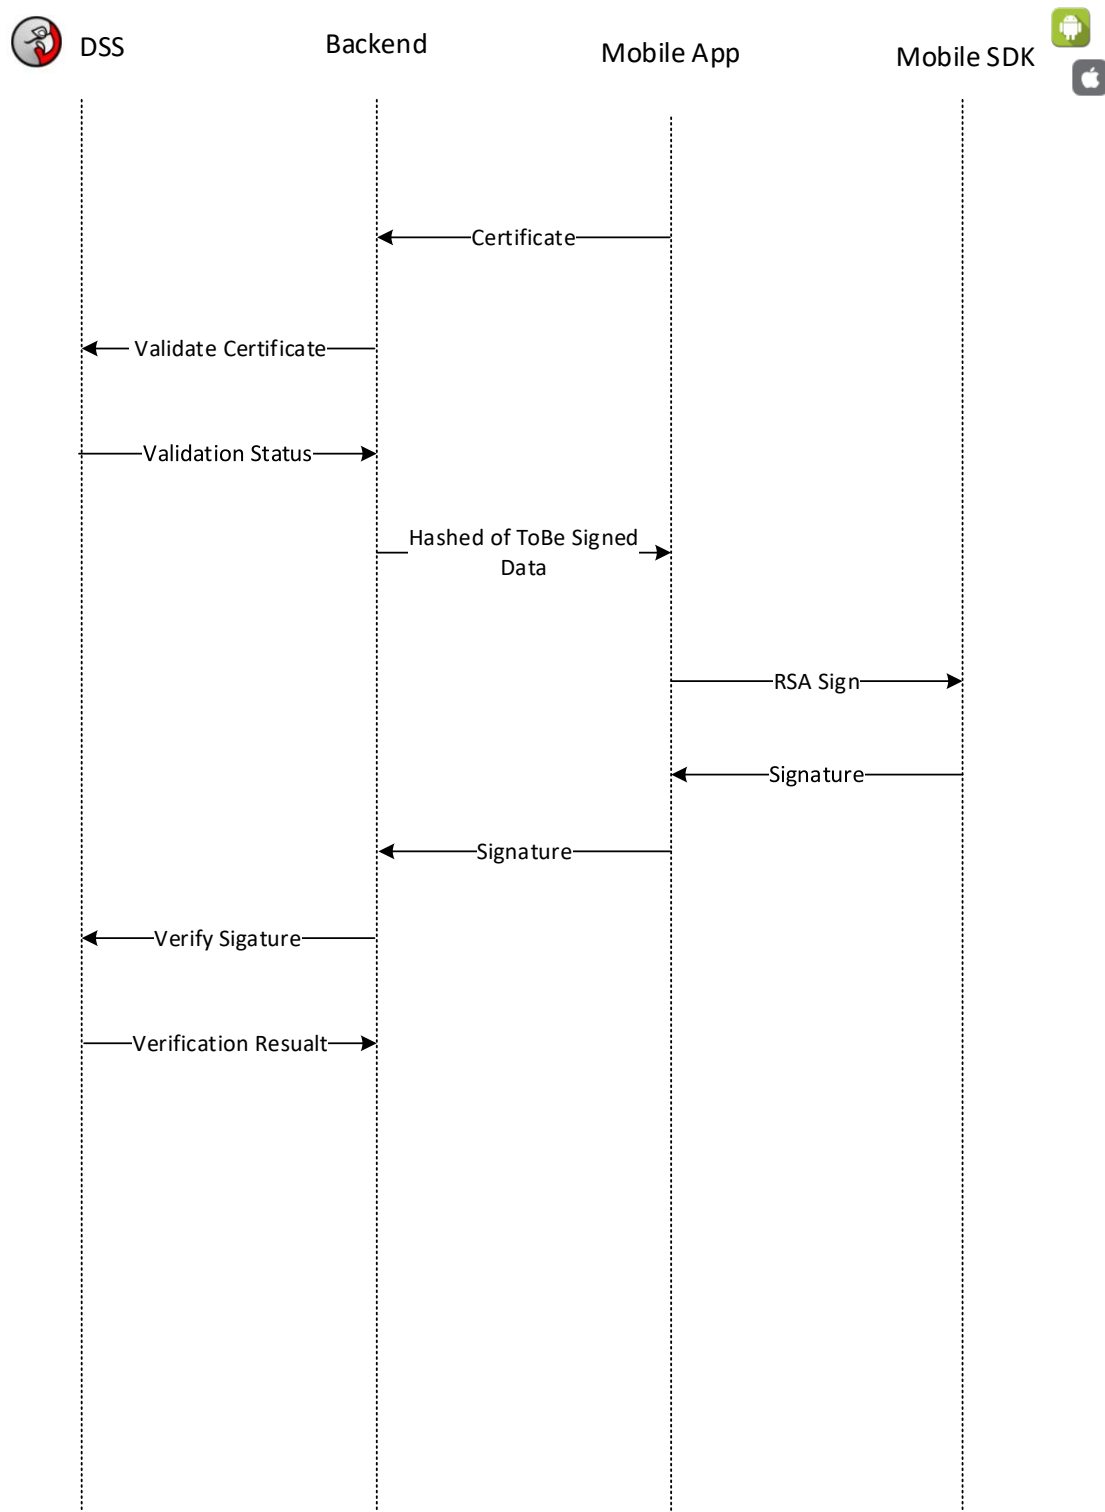 DSS
Backend
Mobile App
Mobile SDK
Certificate
Validate Certificate
Validation Status
Hashed of ToBe Signed
Data
RSA Sign
Signature
Signature
Verify Sigature
Verification Resualt